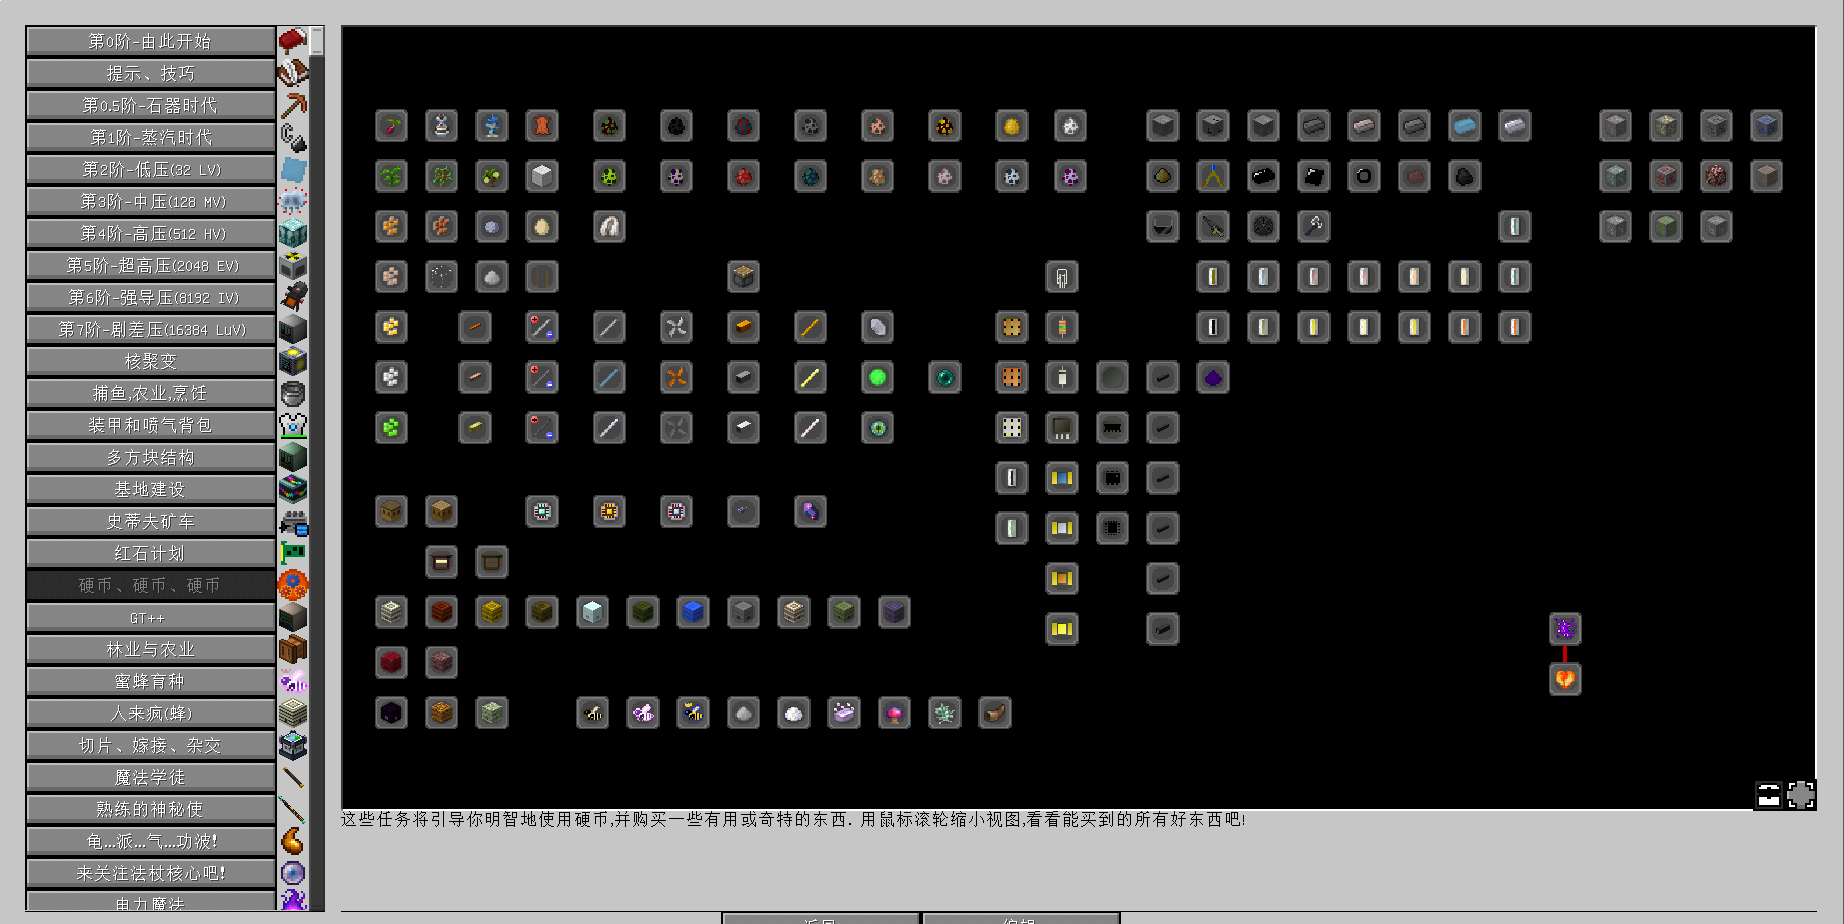 第0阶-由此开始
提示、技巧
第0.5阶-石器时代
第1阶-蒸汽时代
第2阶-低压(32 LV)
第3阶-中压(128 MV)
第4阶-高压(512 HV)
第5阶-超高压(2048 EV)
第6阶-强导压(8192 IV)
第7阶-剧差压(16384 LuV)
核聚变
捕鱼,农业,烹饪
装甲和喷气背包
多方块结构
基地建设
史蒂夫矿车
红石计划
硬币、硬币、硬币
GT++
林业与农业
蜜蜂育种
人来疯(蜂)
切片、嫁接、杂交
魔法学徒
熟练的神秘使
龟...派...气...功波!
来关注法杖核心吧!
电力魔法
这些任务将引导你明智地使用硬币,并购买一些有用或奇特的东西. 用鼠标滚轮缩小视图,看看能买到的所有好东西吧!
返回
编辑